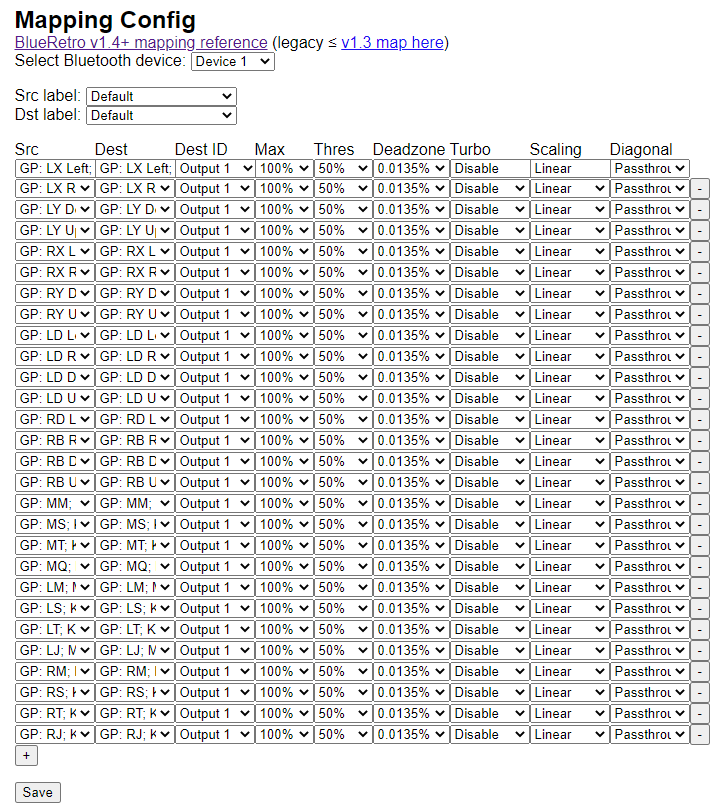 Mapping Config
BlueRetro v1.4+ mapping reference (legacy ≤ v1.3 map here)
Select Bluetooth device: Device 1
Src label: Default
Dst label: Default
Src Dest Dest ID Max Thres Deadzone Turbo Scaling Diagonal
GP: LX Left; GP: LX Left; Output 1 100% 50% 0.0135% Disable Linear Passthrou
GP: LX R GP: LX R Output 1 100% 50% 0.0135% Disable Linear Passthrou -
GP: LY D GP: LY D Output 1 100% 50% 0.0135% Disable Linear Passthrou -
GP: LY U GP: LY U Output 1 100% 50% 0.0135% Disable Linear Passthrou -
GP: RX L GP: RX L Output 1 100% 50% 0.0135% Disable Linear Passthrou -
GP: RX R GP: RX R Output 1 100% 50% 0.0135% Disable Linear Passthrou -
GP: RY D GP: RY D Output 1 100% 50% 0.0135% Disable Linear Passthrou -
GP: RY U GP: RY U Output 1 100% 50% 0.0135% Disable Linear Passthrou -
GP: LD L GP: LD L Output 1 100% 50% 0.0135% Disable Linear Passthrou -
GP: LD R GP: LD R Output 1 100% 50% 0.0135% Disable Linear Passthrou -
GP: LD D GP: LD D Output 1 100% 50% 0.0135% Disable Linear Passthrou -
GP: LD U GP: LD U Output 1 100% 50% 0.0135% Disable Linear Passthrou -
GP: RD L GP: RD L Output 1 100% 50% 0.0135% Disable Linear Passthrou -
GP: RB R GP: RB R Output 1 100% 50% 0.0135% Disable Linear Passthrou -
GP: RB D GP: RB D Output 1 100% 50% 0.0135% Disable Linear Passthrou -
GP: RB U GP: RB U Output 1 100% 50% 0.0135% Disable Linear Passthrou -
GP: MM; GP: MM; Output 1 100% 50% 0.0135% Disable Linear Passthrou -
GP: MS; GP: MS; Output 1 100% 50% 0.0135% Disable Linear Passthrou -
GP: MT; K GP: MT; K Output 1 100% 50% 0.0135% Disable Linear Passthrou -
GP: MQ; GP: MQ; Output 1 100% 50% 0.0135% Disable Linear Passthrou -
GP: LM; M GP: LM; M Output 1 100% 50% 0.0135% Disable Linear Passthrou -
GP: LS; K GP: LS; K Output 1 100% 50% 0.0135% Disable Linear Passthrou -
GP: LT; K GP: LT; K Output 1 100% 50% 0.0135% Disable Linear Passthrou -
GP: LJ; M GP: LJ; M Output 1 100% 50% 0.0135% Disable Linear Passthrou -
GP: RM; GP: RM; Output 1 100% 50% 0.0135% Disable Linear Passthrou -
GP: RS; K GP: RS; K Output 1 100% 50% 0.0135% Disable Linear Passthrou -
GP: RT; K GP: RT; K Output 1 100% 50% 0.0135% Disable Linear Passthrou -
GP: RJ; K GP: RJ; K Output 1 100% 50% 0.0135% Disable Linear Passthrou -
+
Save